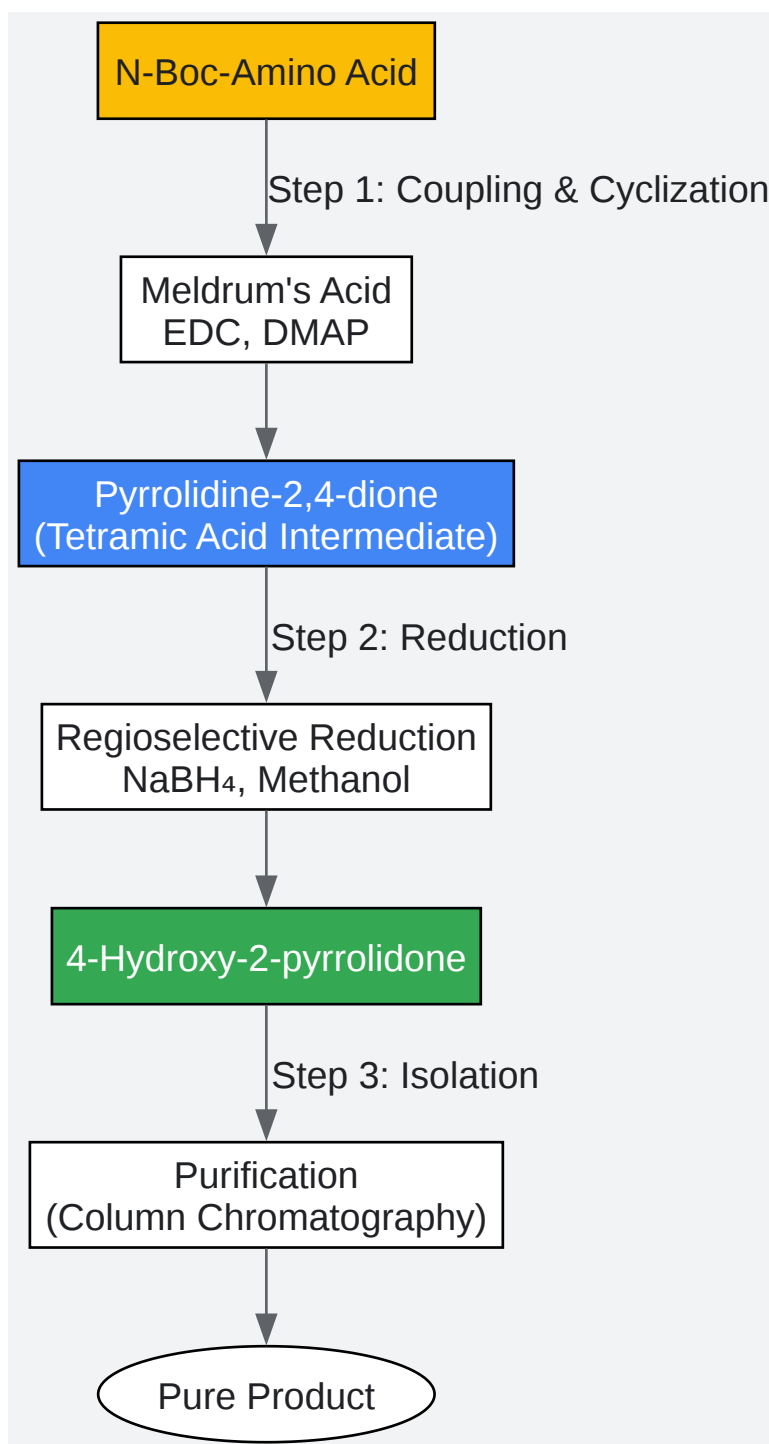 N-Boc-Amino Acid
Step 1: Coupling & Cyclization
Meldrum's Acid
EDC, DMAP
Pyrrolidine-2,4-dione
(Tetramic Acid Intermediate)
Step 2: Reduction
Regioselective Reduction
NaBH₄, Methanol
4-Hydroxy-2-pyrrolidone
Step 3: Isolation
Purification
(Column Chromatography)
Pure Product